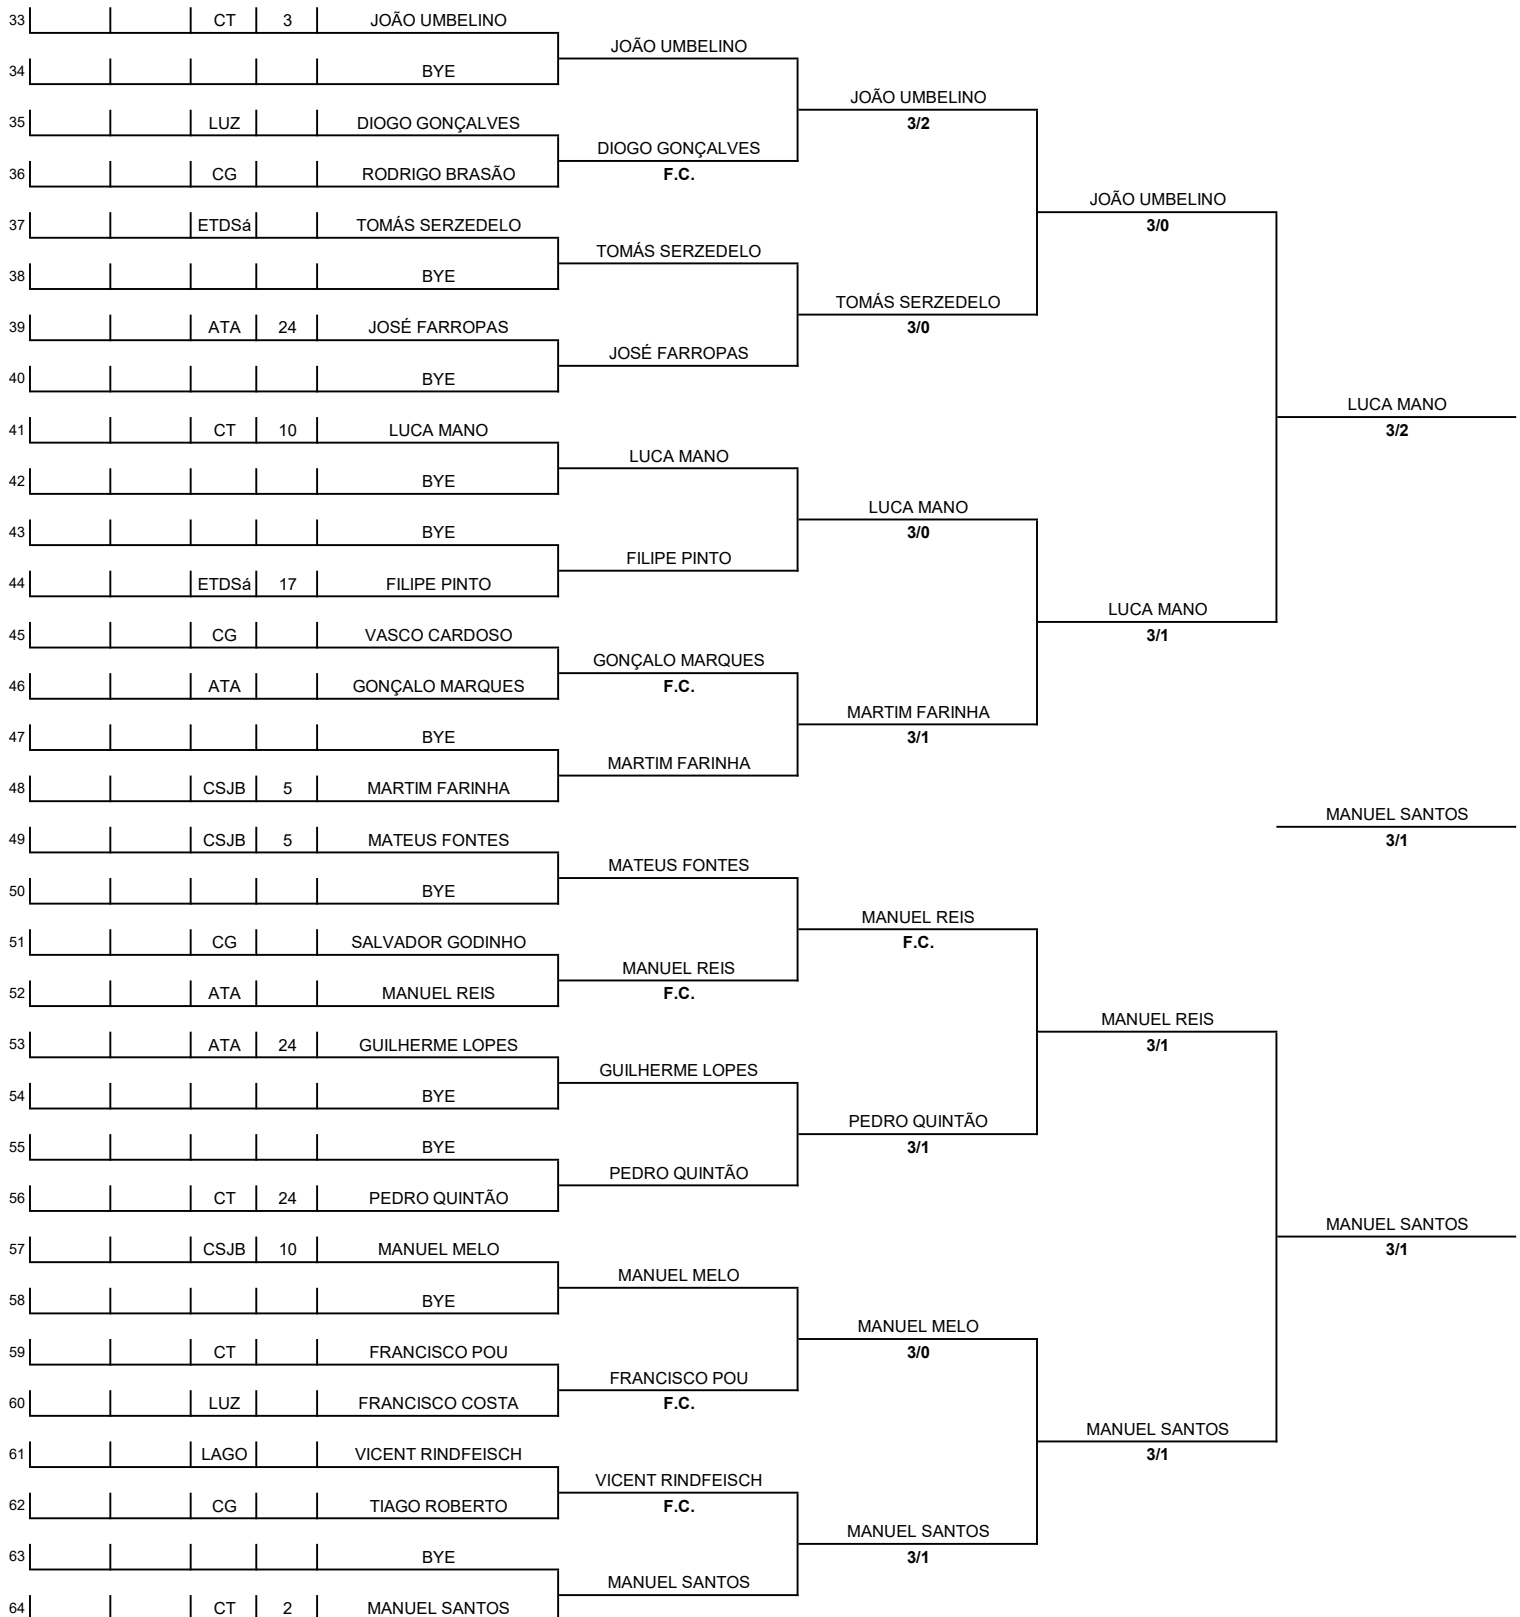 33 CT 3 JOÃO UMBELINO
JOÃO UMBELINO
34 BYE
JOÃO UMBELINO
35 LUZ DIOGO GONÇALVES 3/2
DIOGO GONÇALVES
36 CG RODRIGO BRASÃO F.C.
JOÃO UMBELINO
37 ETDSá TOMÁS SERZEDELO 3/0
TOMÁS SERZEDELO
38 BYE
TOMÁS SERZEDELO
39 ATA 24 JOSÉ FARROPAS 3/0
JOSÉ FARROPAS
40 BYE
LUCA MANO
41 CT 10 LUCA MANO 3/2
LUCA MANO
42 BYE
LUCA MANO
43 BYE 3/0
FILIPE PINTO
44 ETDSá 17 FILIPE PINTO
LUCA MANO
45 CG VASCO CARDOSO 3/1
GONÇALO MARQUES
46 ATA GONÇALO MARQUES F.C.
MARTIM FARINHA
47 BYE 3/1
MARTIM FARINHA
48 CSJB 5 MARTIM FARINHA
MANUEL SANTOS
49 CSJB 5 MATEUS FONTES 3/1
MATEUS FONTES
50 BYE
MANUEL REIS
51 CG SALVADOR GODINHO F.C.
MANUEL REIS
52 ATA MANUEL REIS F.C.
MANUEL REIS
53 ATA 24 GUILHERME LOPES 3/1
GUILHERME LOPES
54 BYE
PEDRO QUINTÃO
55 BYE 3/1
PEDRO QUINTÃO
56 CT 24 PEDRO QUINTÃO
MANUEL SANTOS
57 CSJB 10 MANUEL MELO 3/1
MANUEL MELO
58 BYE
MANUEL MELO
59 CT FRANCISCO POU 3/0
FRANCISCO POU
60 LUZ FRANCISCO COSTA F.C.
MANUEL SANTOS
61 LAGO VICENT RINDFEISCH 3/1
VICENT RINDFEISCH
62 CG TIAGO ROBERTO F.C.
MANUEL SANTOS
63 BYE 3/1
MANUEL SANTOS
64 CT 2 MANUEL SANTOS